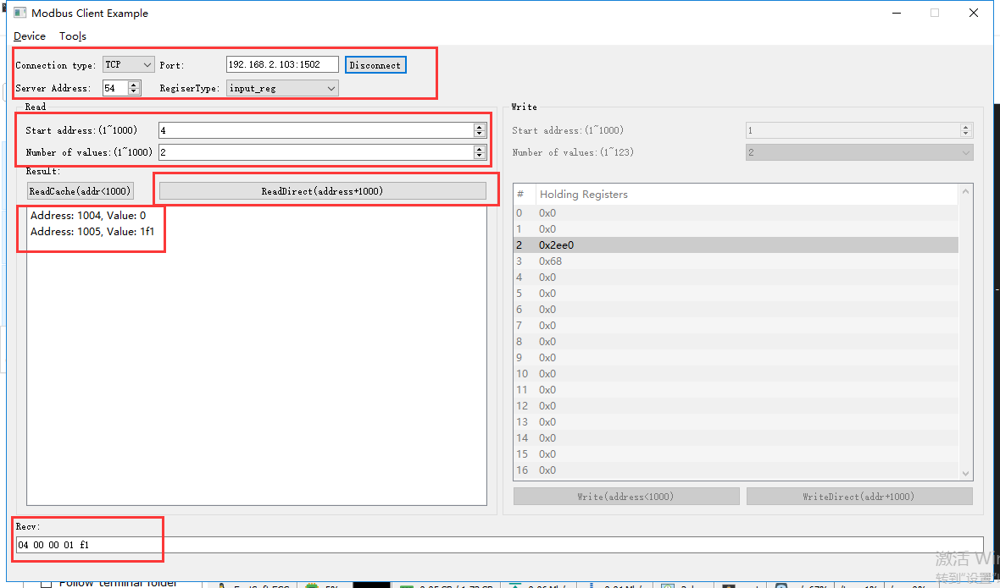 Modbus Client Example
Device Tools
Connection type: TCP Port: 192.168.2.103:1502 Disconnect
Server Address: 54 RegiserType: input_reg
Read
Start address:(1~1000) 4
Number of values:(1~1000) 2
Result:
ReadCache(addr<1000) ReadDirect(address+1000)
Address: 1004, Value: 0
Address: 1005, Value: 1f1
Write
Start address:(1~1000) 1
Number of values:(1~123) 2
# Holding Registers
0 0x0
1 0x0
2 0x2ee0
3 0x68
4 0x0
5 0x0
6 0x0
7 0x0
8 0x0
9 0x0
10 0x0
11 0x0
12 0x0
13 0x0
14 0x0
15 0x0
16 0x0
Write(address<1000) WriteDirect(addr+1000)
Recv:
04 00 00 01 f1
激活 Wi
转到"设置"
Follow terminal folder